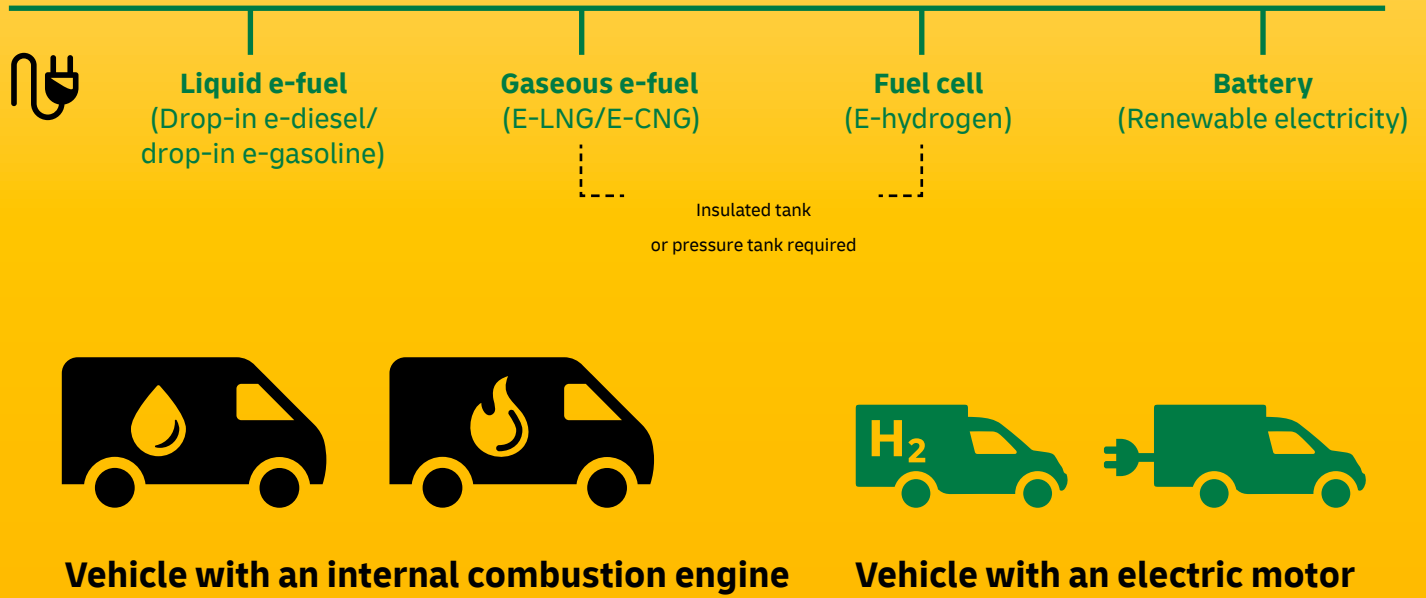 Liquid e-fuel
(Drop-in e-diesel/
drop-in e-gasoline)
Gaseous e-fuel
(E-LNG/E-CNG)
Fuel cell
(E-hydrogen)
Battery
(Renewable electricity)
Insulated tank
or pressure tank required
H2
Vehicle with an internal combustion engine
Vehicle with an electric motor